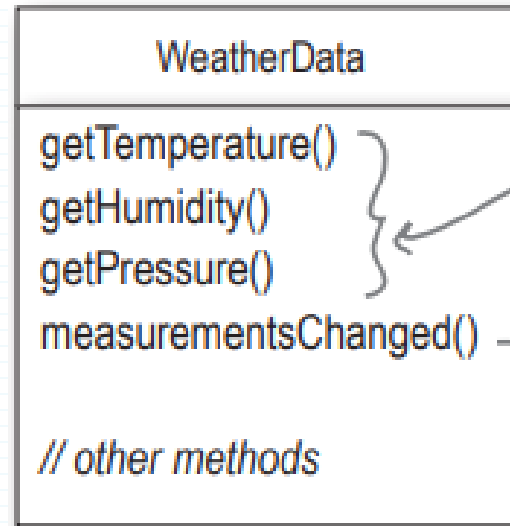 WeatherData
getTemperature()
getHumidity()
getPressure()
measurementsChanged()
// other methods